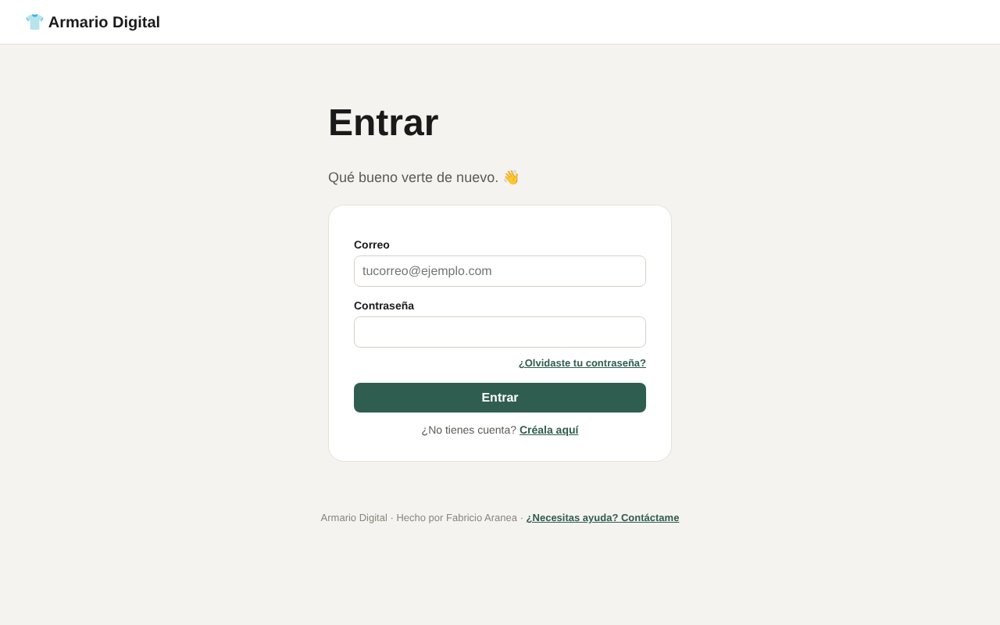 👕 Armario Digital
Entrar
Qué bueno verte de nuevo. 👋
Correo
tucorreo@ejemplo.com
Contraseña
¿Olvidaste tu contraseña?
Entrar
¿No tienes cuenta? Créala aquí
Armario Digital · Hecho por Fabricio Aranea · ¿Necesitas ayuda? Contáctame